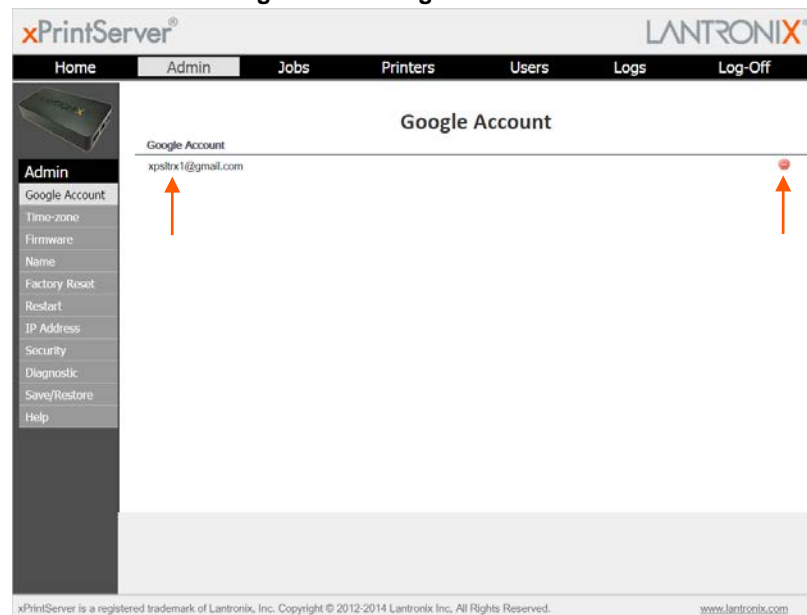 xPrintServer®
LANTRONIX®
Home Admin Jobs Printers Users Logs Log-Off
Google Account
Google Account
xpsltrx1@gmail.com
Admin
Google Account
Time-zone
Firmware
Name
Factory Reset
Restart
IP Address
Security
Diagnostic
Save/Restore
Help
xPrintServer is a registered trademark of Lantronix, Inc. Copyright © 2012-2014 Lantronix Inc, All Rights Reserved.
www.lantronix.com